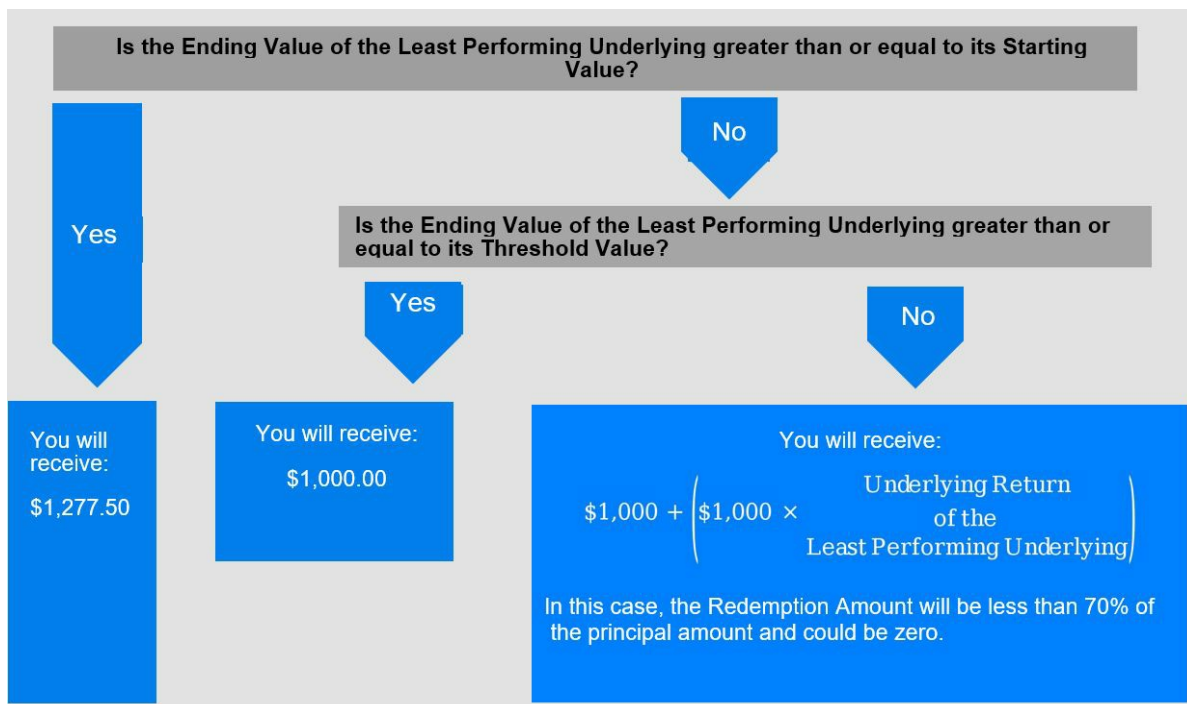 Is the Ending Value of the Least Performing Underlying greater than or equal to its Starting
Value?
No
Yes
Is the Ending Value of the Least Performing Underlying greater than or
equal to its Threshold Value?
Yes
No
You will
receive:
$1,277.50
You will receive:
$1,000.00
You will receive:
Underlying Return
$1,000 + ($1,000 × of the
Least Performing Underlying)
In this case, the Redemption Amount will be less than 70% of
the principal amount and could be zero.